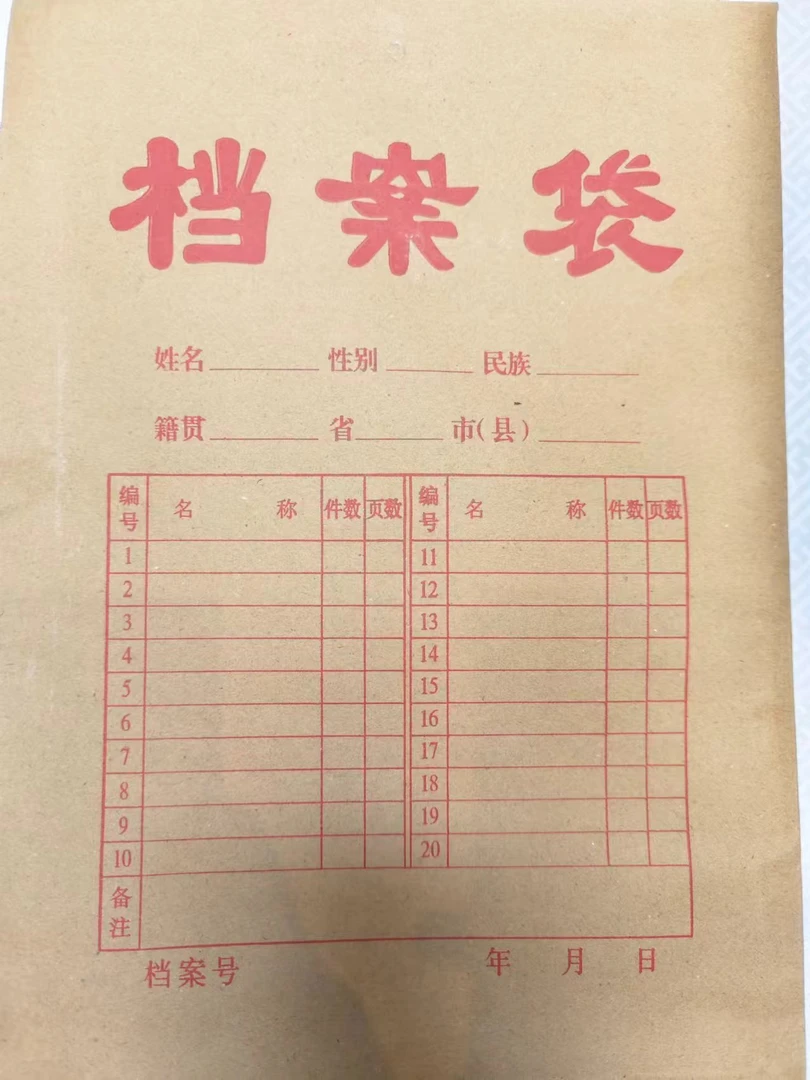 档案袋
姓名 性别 民族
籍贯 省 市(县)
编号 名称 件数 页数 编号 名称 件数 页数
1 11
2 12
3 13
4 14
5 15
6 16
7 17
8 18
9 19
10 20
备注
档案号 年 月 日